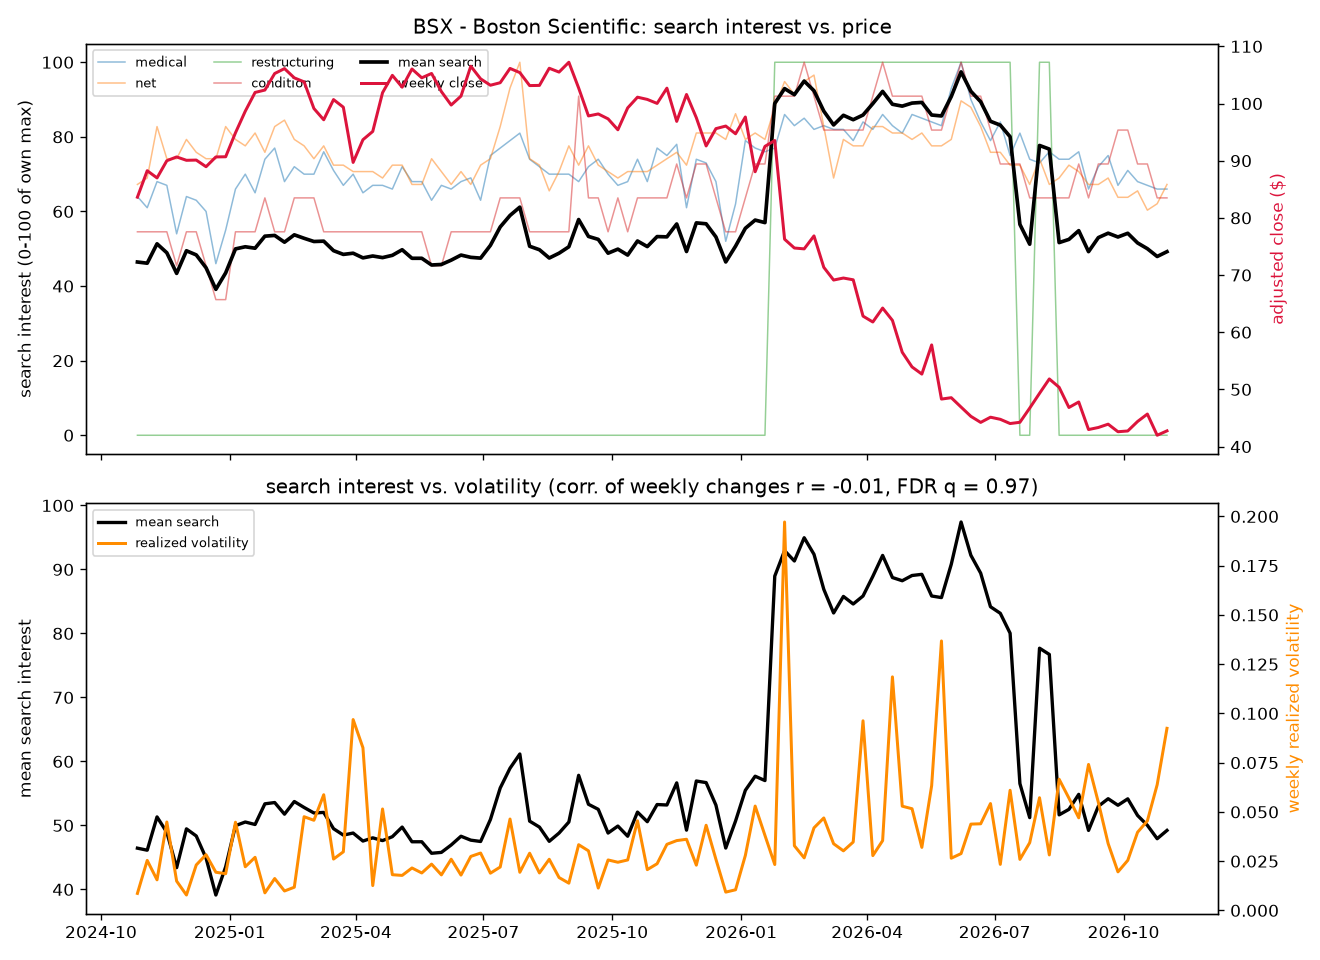 BSX - Boston Scientific: search interest vs. price
medical
net
restructuring
condition
mean search
weekly close
search interest (0-100 of own max)
100
80
60
40
20
0
adjusted close ($)
110
100
90
80
70
60
50
40
search interest vs. volatility (corr. of weekly changes r = -0.01, FDR q = 0.97)
mean search
realized volatility
mean search interest
100
90
80
70
60
50
40
weekly realized volatility
0.200
0.175
0.150
0.125
0.100
0.075
0.050
0.025
0.000
2024-10
2025-01
2025-04
2025-07
2025-10
2026-01
2026-04
2026-07
2026-10